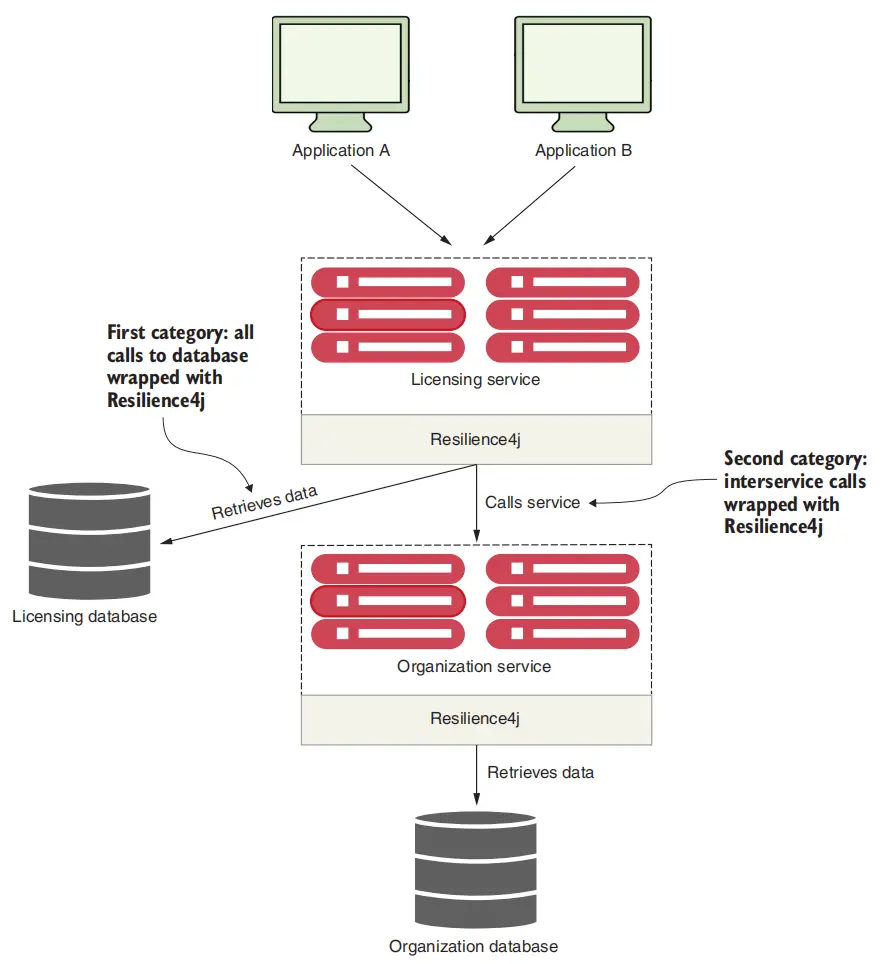 Application A
Application B
Licensing service
First category: all
calls to database
wrapped with
Resilience4j
Resilience4j
Second category:
interservice calls
wrapped with
Resilience4j
Retrieves data
Calls service
Licensing database
Organization service
Resilience4j
Retrieves data
Organization database